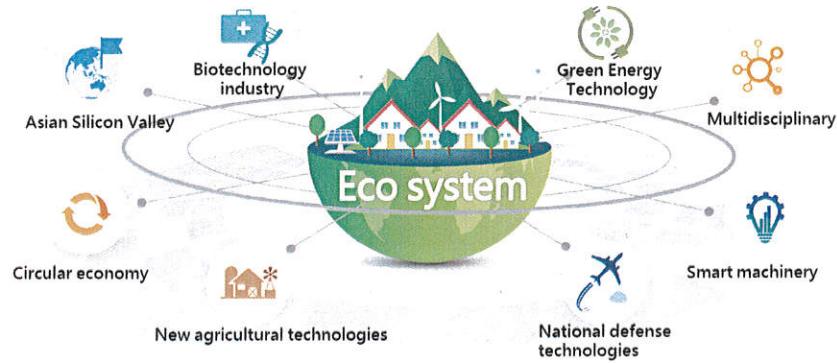 Biotechnology
industry
Green Energy
Technology
Asian Silicon Valley
Multidisciplinary
Eco system
Circular economy
Smart machinery
New agricultural technologies
National defense
technologies